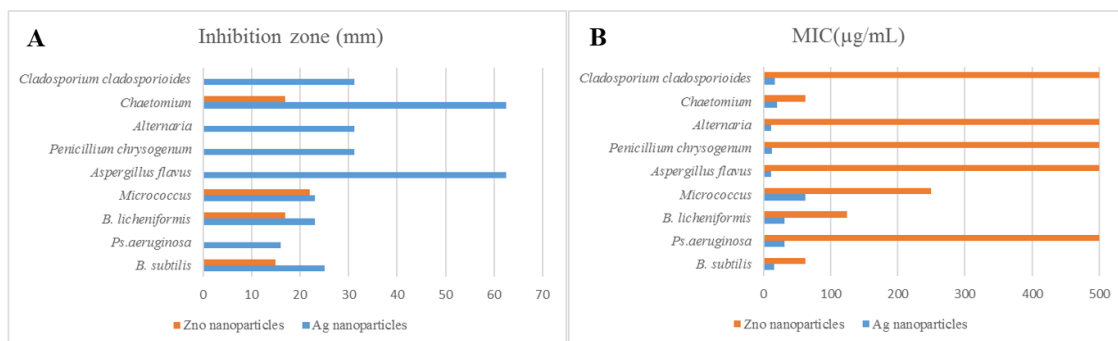 A
Inhibition zone (mm)
Cladosporium cladosporioides
Chaetomium
Alternaria
Penicillium chrysogenum
Aspergillus flavus
Micrococcus
B. licheniformis
Ps.aeruginosa
B. subtilis
0 10 20 30 40 50 60 70
Zno nanoparticles Ag nanoparticles
B
MIC(µg/mL)
Cladosporium cladosporioides
Chaetomium
Alternaria
Penicillium chrysogenum
Aspergillus flavus
Micrococcus
B. licheniformis
Ps.aeruginosa
B. subtilis
0 100 200 300 400 500
Zno nanoparticles Ag nanoparticles